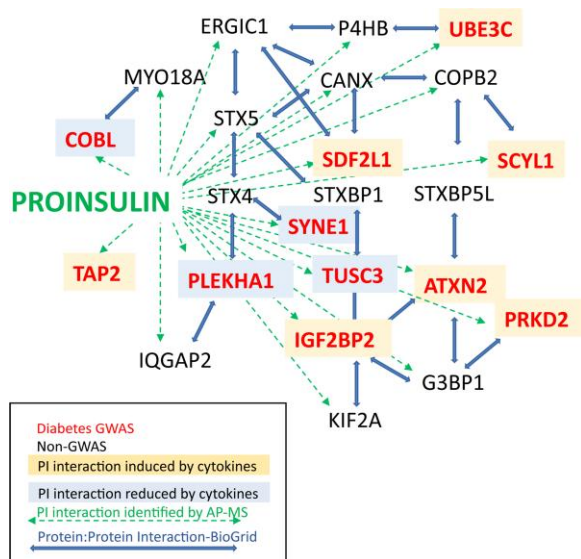 ERGIC1
P4HB
UBE3C
MYO18A
CANX
COPB2
COBL
STX5
SDF2L1
SCYL1
PROINSULIN
STX4
STXBP1
STXBP5L
SYNE1
TAP2
PLEKHA1
TUSC3
ATXN2
PRKD2
IGF2BP2
IQGAP2
G3BP1
KIF2A
Diabetes GWAS
Non-GWAS
PI interaction induced by cytokines
PI interaction reduced by cytokines
PI interaction identified by AP-MS
Protein:Protein Interaction-BioGrid